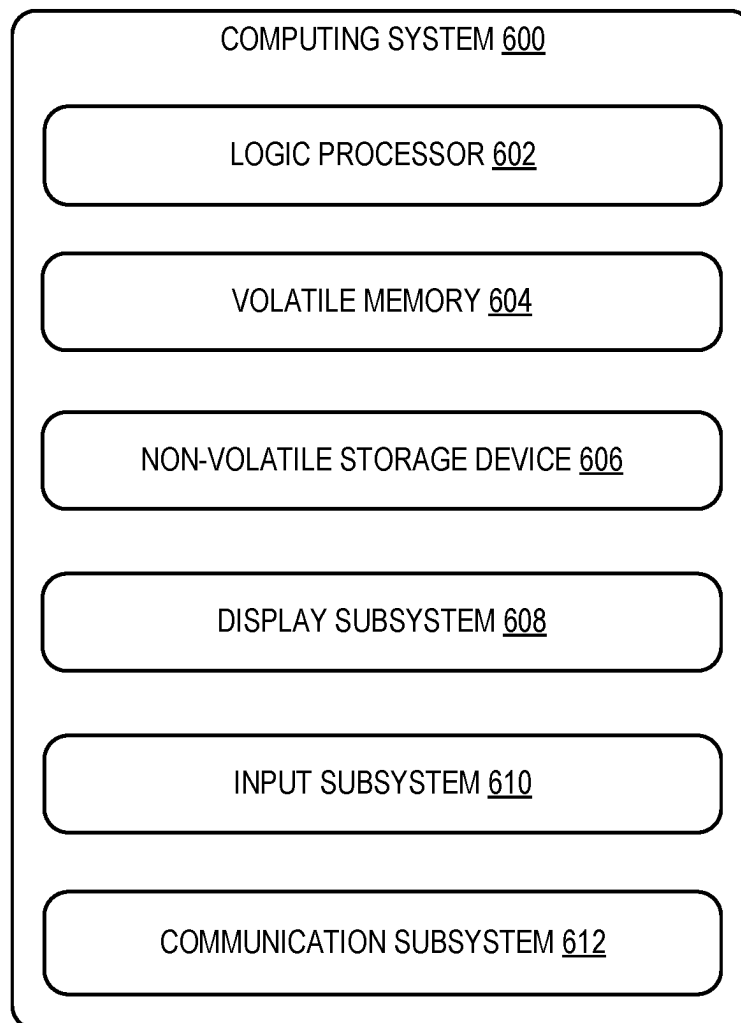 COMPUTING SYSTEM 600
LOGIC PROCESSOR 602
VOLATILE MEMORY 604
NON-VOLATILE STORAGE DEVICE 606
DISPLAY SUBSYSTEM 608
INPUT SUBSYSTEM 610
COMMUNICATION SUBSYSTEM 612